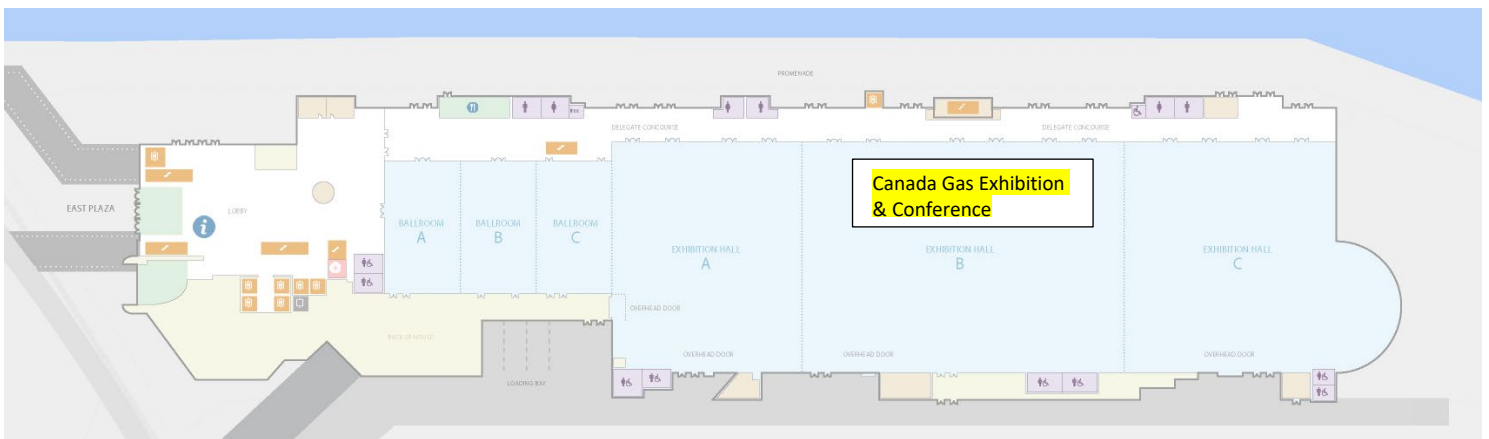 PROMENADE
DELEGATE CONCOURSE
DELEGATE CONCOURSE
Canada Gas Exhibition
& Conference
EAST PLAZA
LOBBY
i
BALLROOM
A
BALLROOM
B
BALLROOM
C
EXHIBITION HALL
A
EXHIBITION HALL
B
EXHIBITION HALL
C
OVERHEAD DOOR
BACK OF HOUSE
OVERHEAD DOOR
OVERHEAD DOOR
OVERHEAD DOOR
LOADING BAY